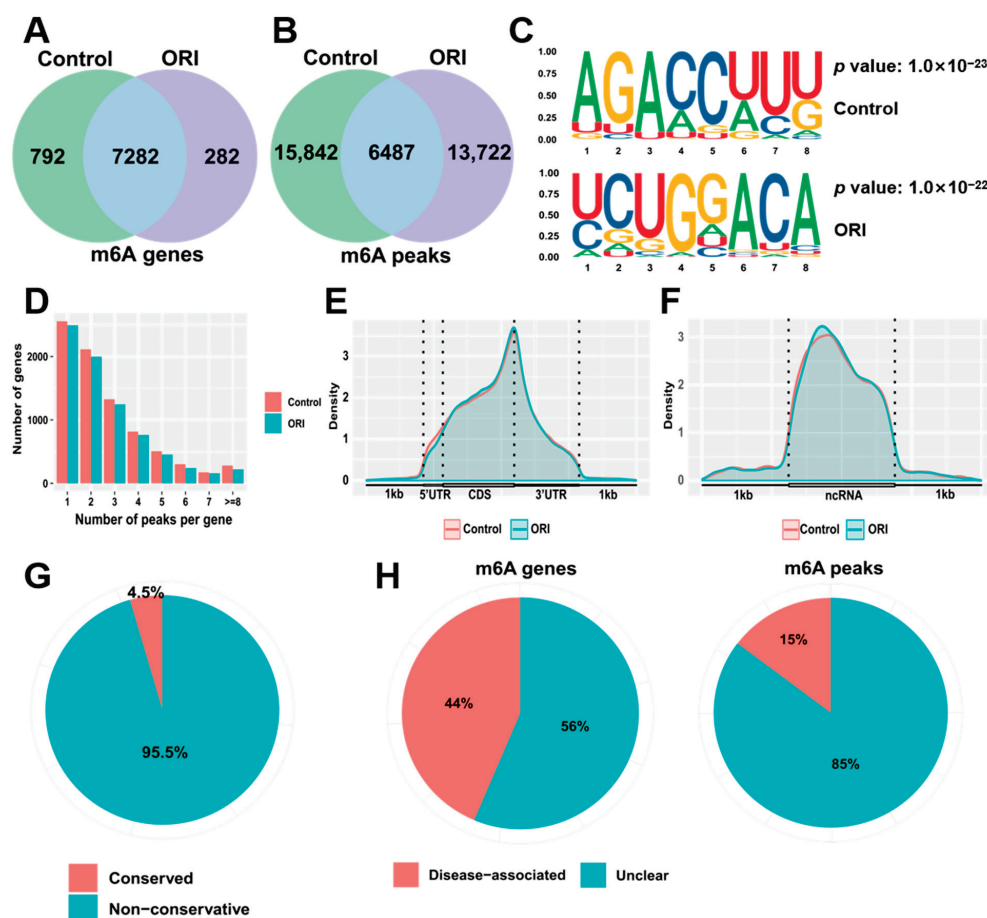 A
Control
ORI
792
7282
282
m6A genes
B
Control
ORI
15,842
6487
13,722
m6A peaks
C
1.00
0.75
0.50
0.25
0.00
AGACCUUU
UUUAGAUG
GC
1 2 3 4 5 6 7 8
p value: 1.0×10⁻²³
Control
1.00
0.75
0.50
0.25
0.00
UCUGGACA
1 2 3 4 5 6 7 8
p value: 1.0×10⁻²²
ORI
D
Number of genes
2000
1000
0
1 2 3 4 5 6 7 >=8
Number of peaks per gene
Control
ORI
E
Density
3
2
1
0
1kb 5'UTR CDS 3'UTR 1kb
Control ORI
F
Density
3
2
1
0
1kb ncRNA 1kb
Control ORI
G
4.5%
95.5%
Conserved
Non−conservative
H
m6A genes
44%
56%
m6A peaks
15%
85%
Disease−associated Unclear